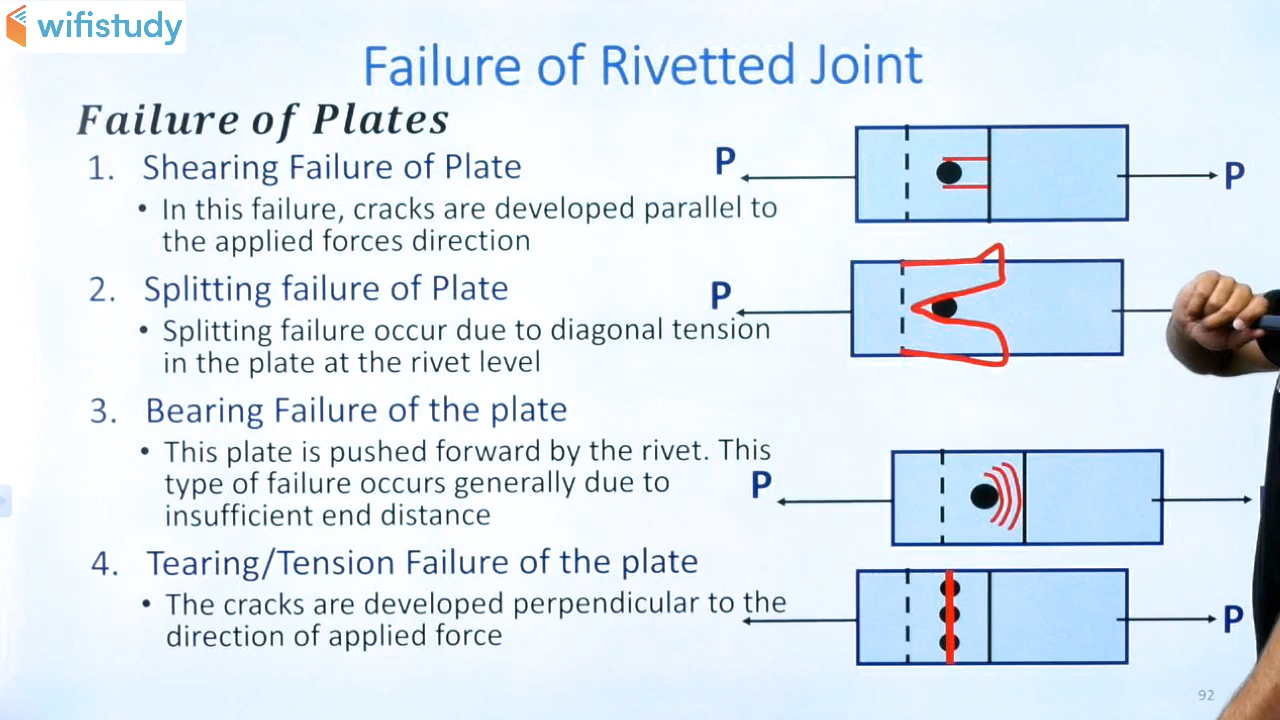 wifistudy
Failure of Rivetted Joint
Failure of Plates
1. Shearing Failure of Plate
• In this failure, cracks are developed parallel to
the applied forces direction
P
P
2. Splitting failure of Plate
• Splitting failure occur due to diagonal tension
in the plate at the rivet level
P
3. Bearing Failure of the plate
• This plate is pushed forward by the rivet. This
type of failure occurs generally due to
insufficient end distance
P
4. Tearing/Tension Failure of the plate
• The cracks are developed perpendicular to the
direction of applied force
P
92